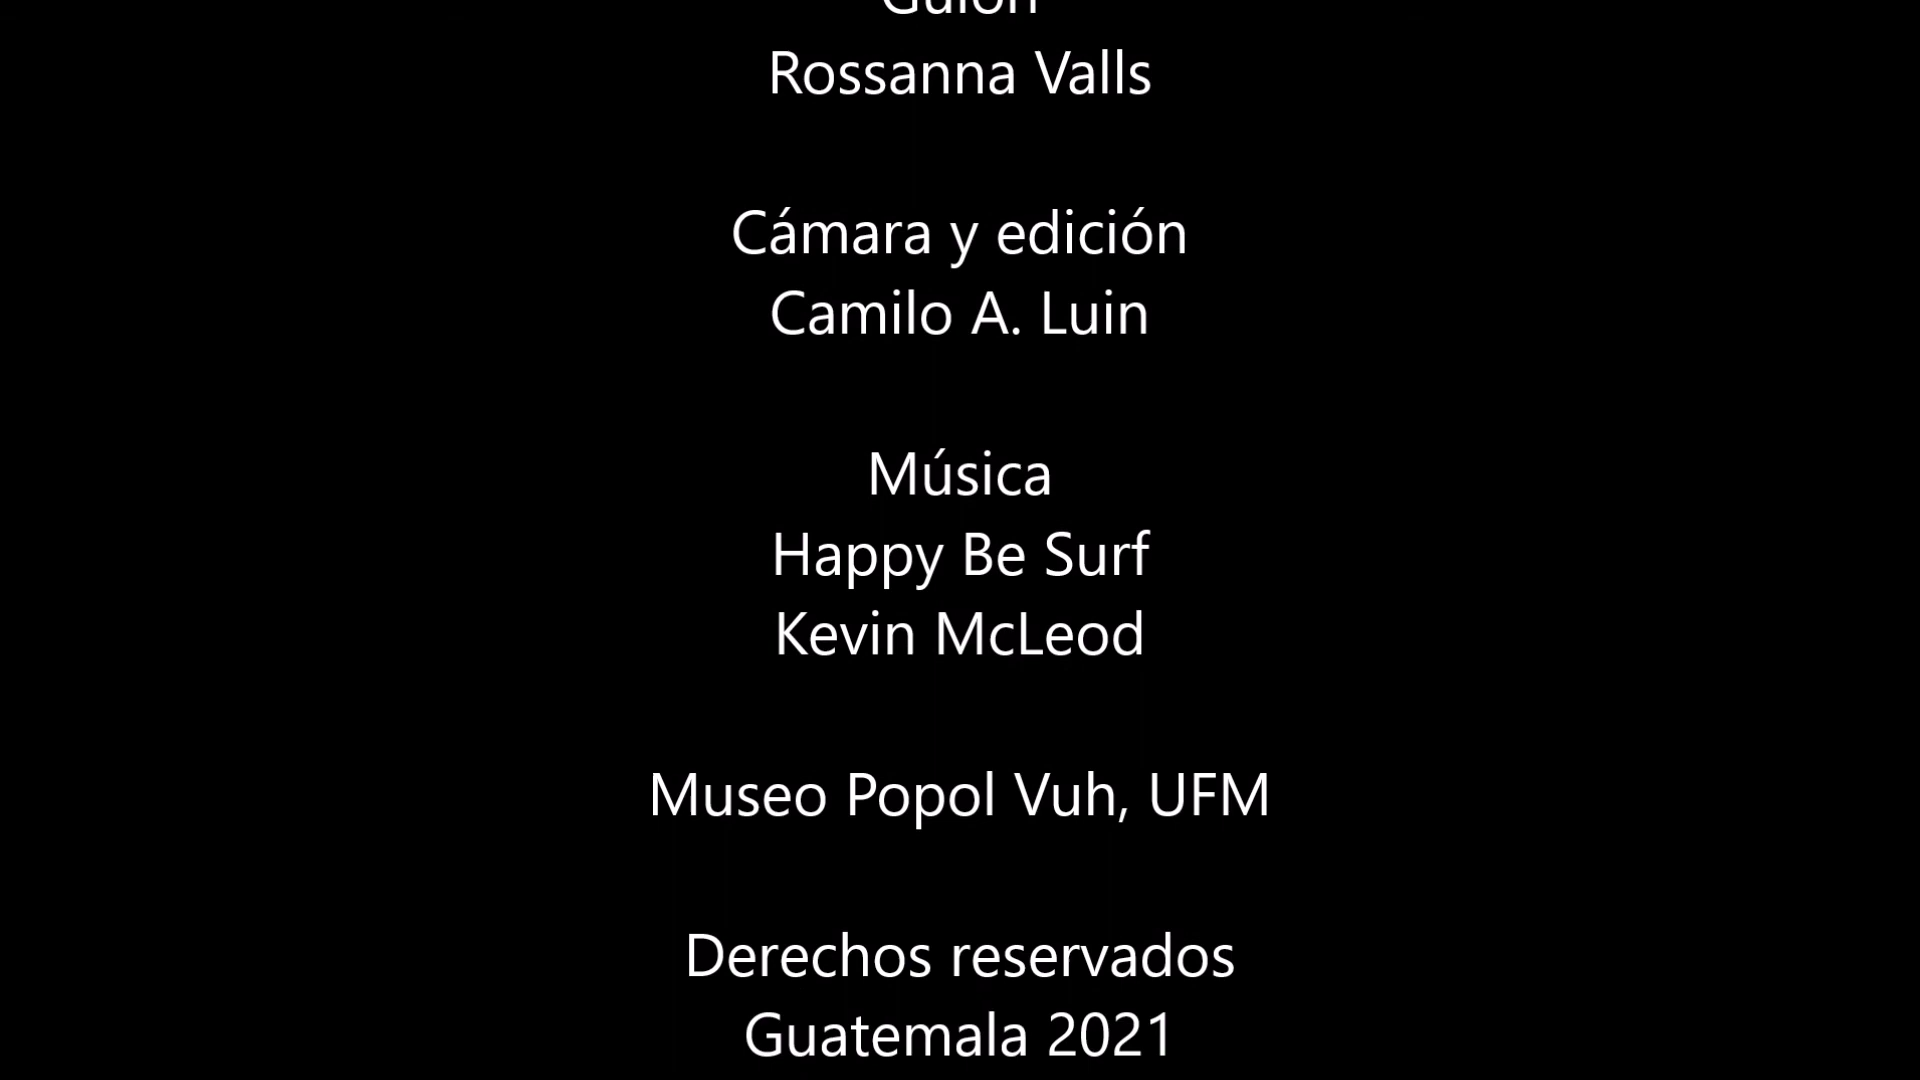 Guion
Rossanna Valls
Cámara y edición
Camilo A. Luin
Música
Happy Be Surf
Kevin McLeod
Museo Popol Vuh, UFM
Derechos reservados
Guatemala 2021